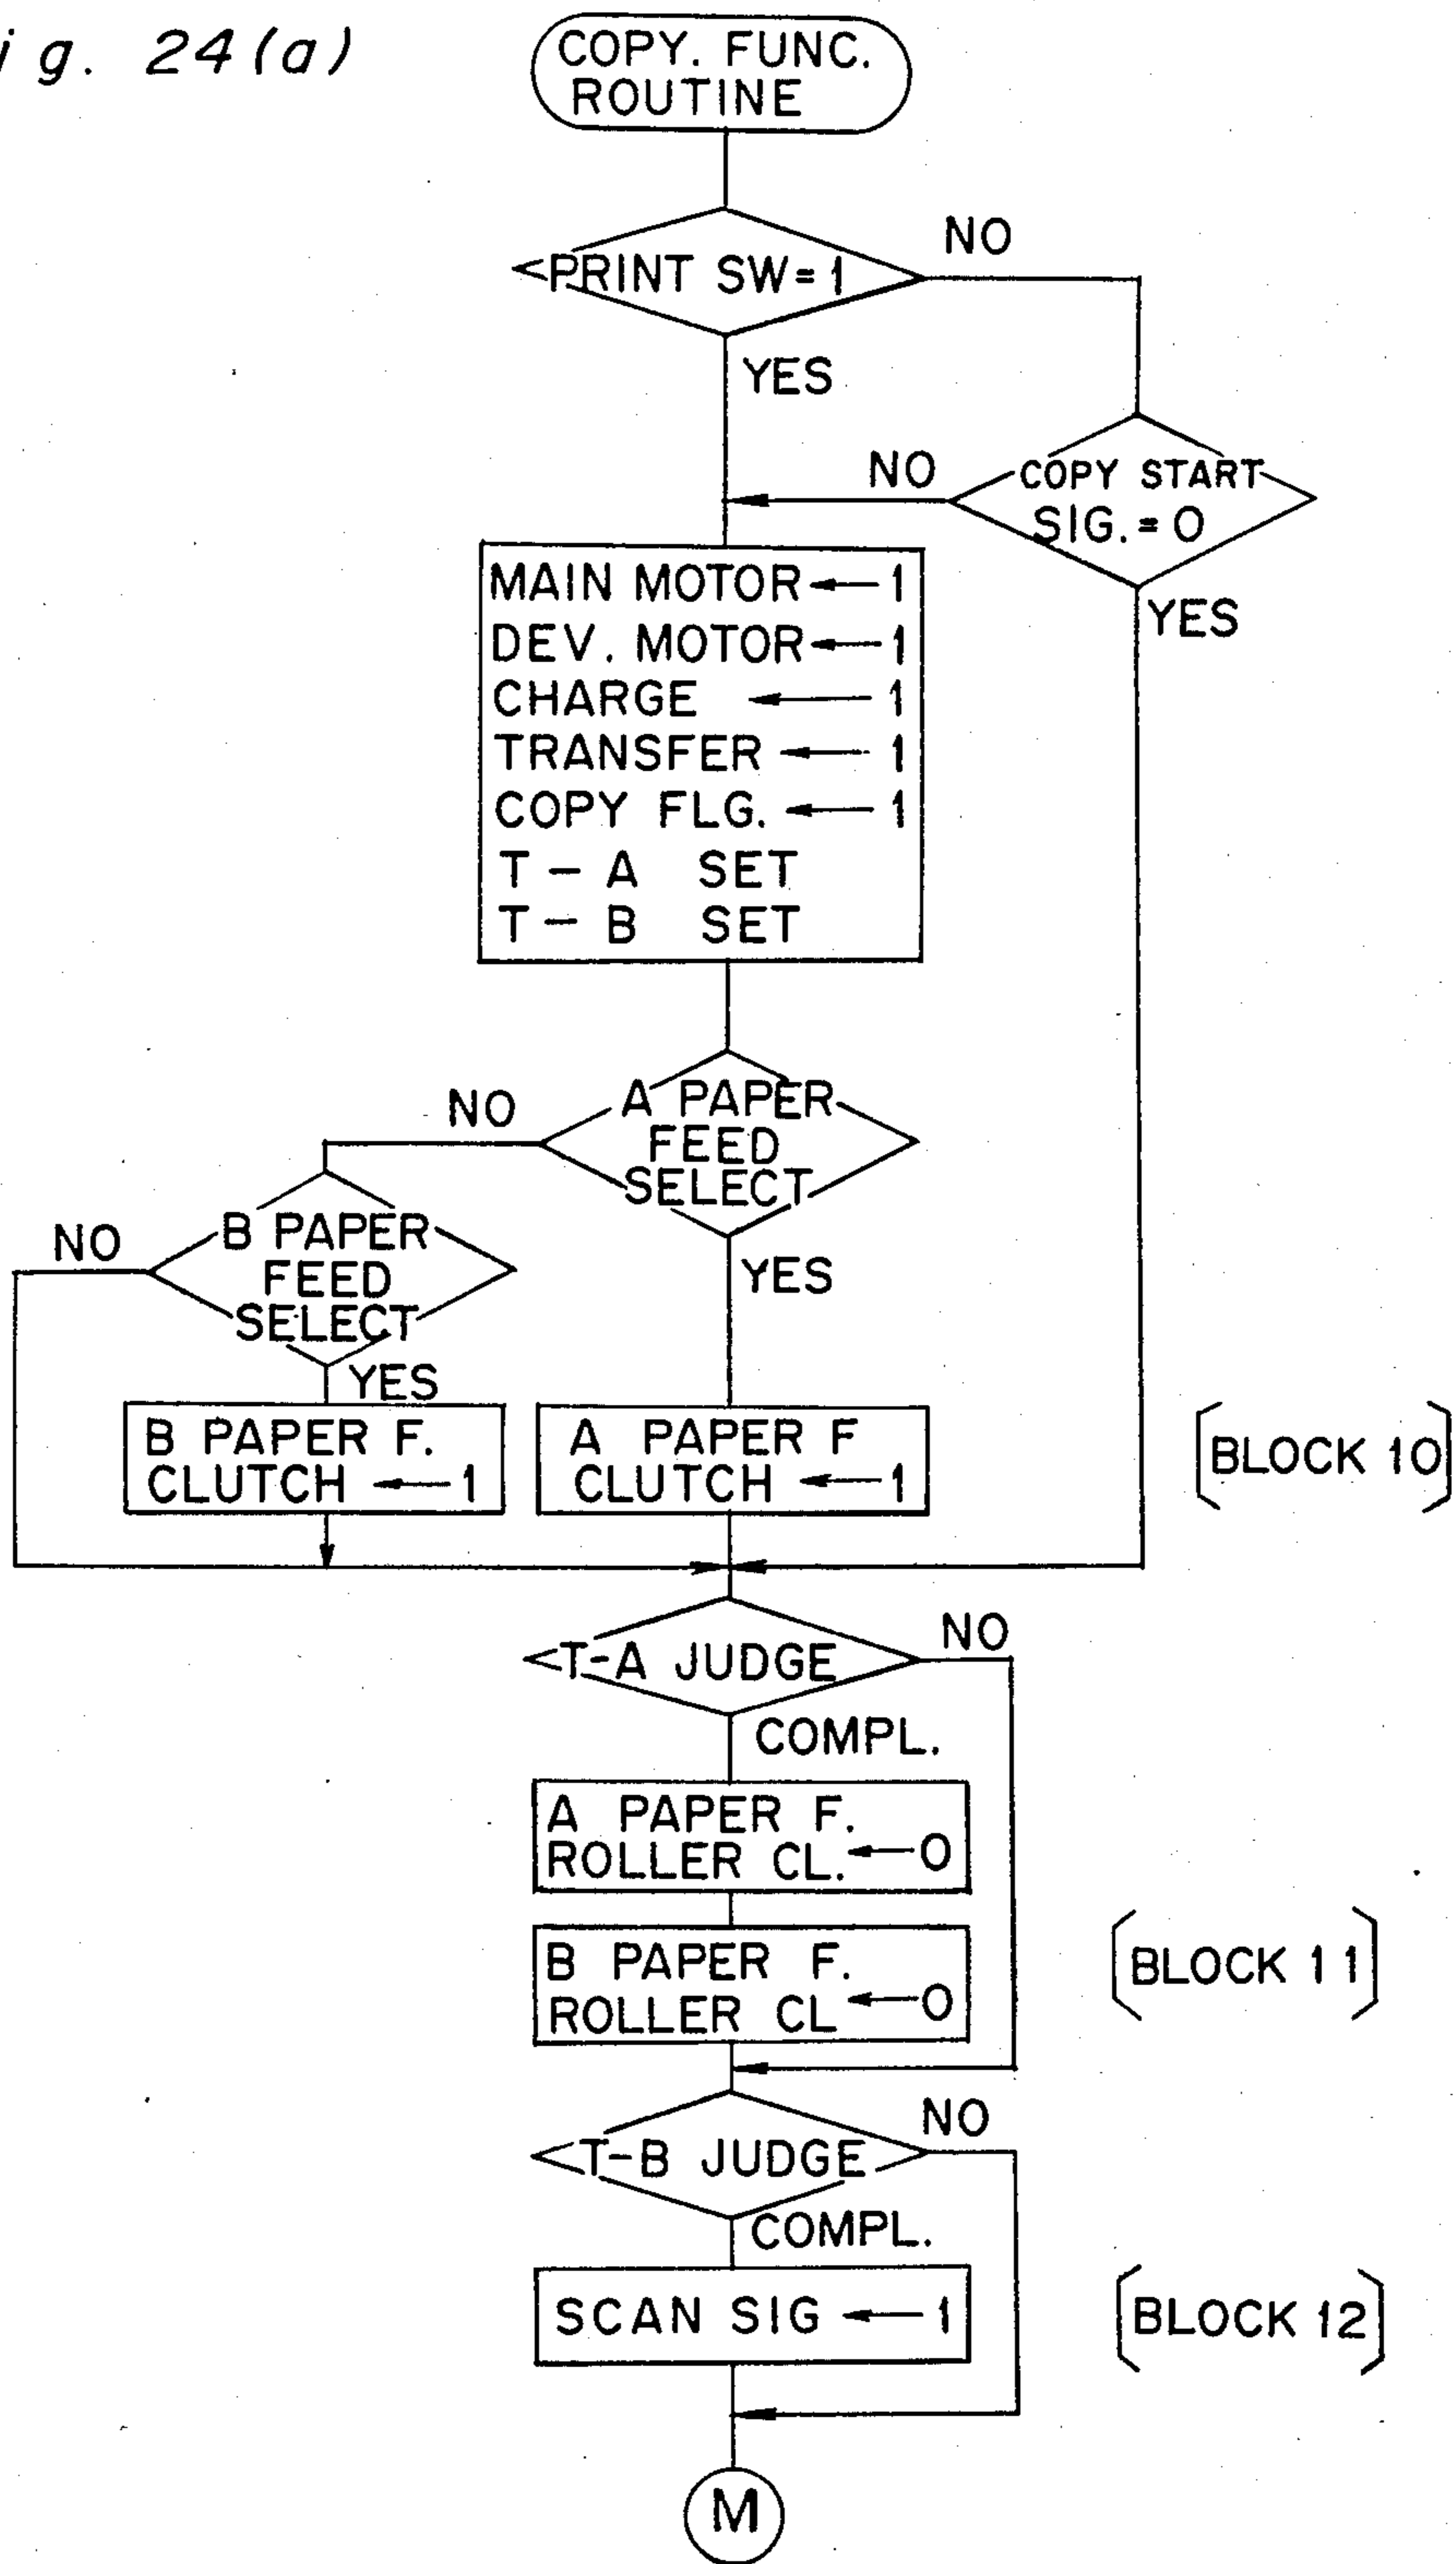 ig. 24(a)
COPY. FUNC.
ROUTINE
<PRINT SW=1
NO
YES
NO
COPY START
SIG.=0
YES
MAIN MOTOR←1
DEV. MOTOR←1
CHARGE ←1
TRANSFER ←1
COPY FLG. ←1
T-A SET
T-B SET
NO
A PAPER
FEED
SELECT
YES
NO
B PAPER
FEED
SELECT
YES
B PAPER F.
CLUTCH ←1
A PAPER F
CLUTCH ←1
[BLOCK 10]
<T-A JUDGE
NO
COMPL.
A PAPER F.
ROLLER CL.←0
B PAPER F.
ROLLER CL←0
[BLOCK 11]
<T-B JUDGE
NO
COMPL.
SCAN SIG ←1
[BLOCK 12]
M